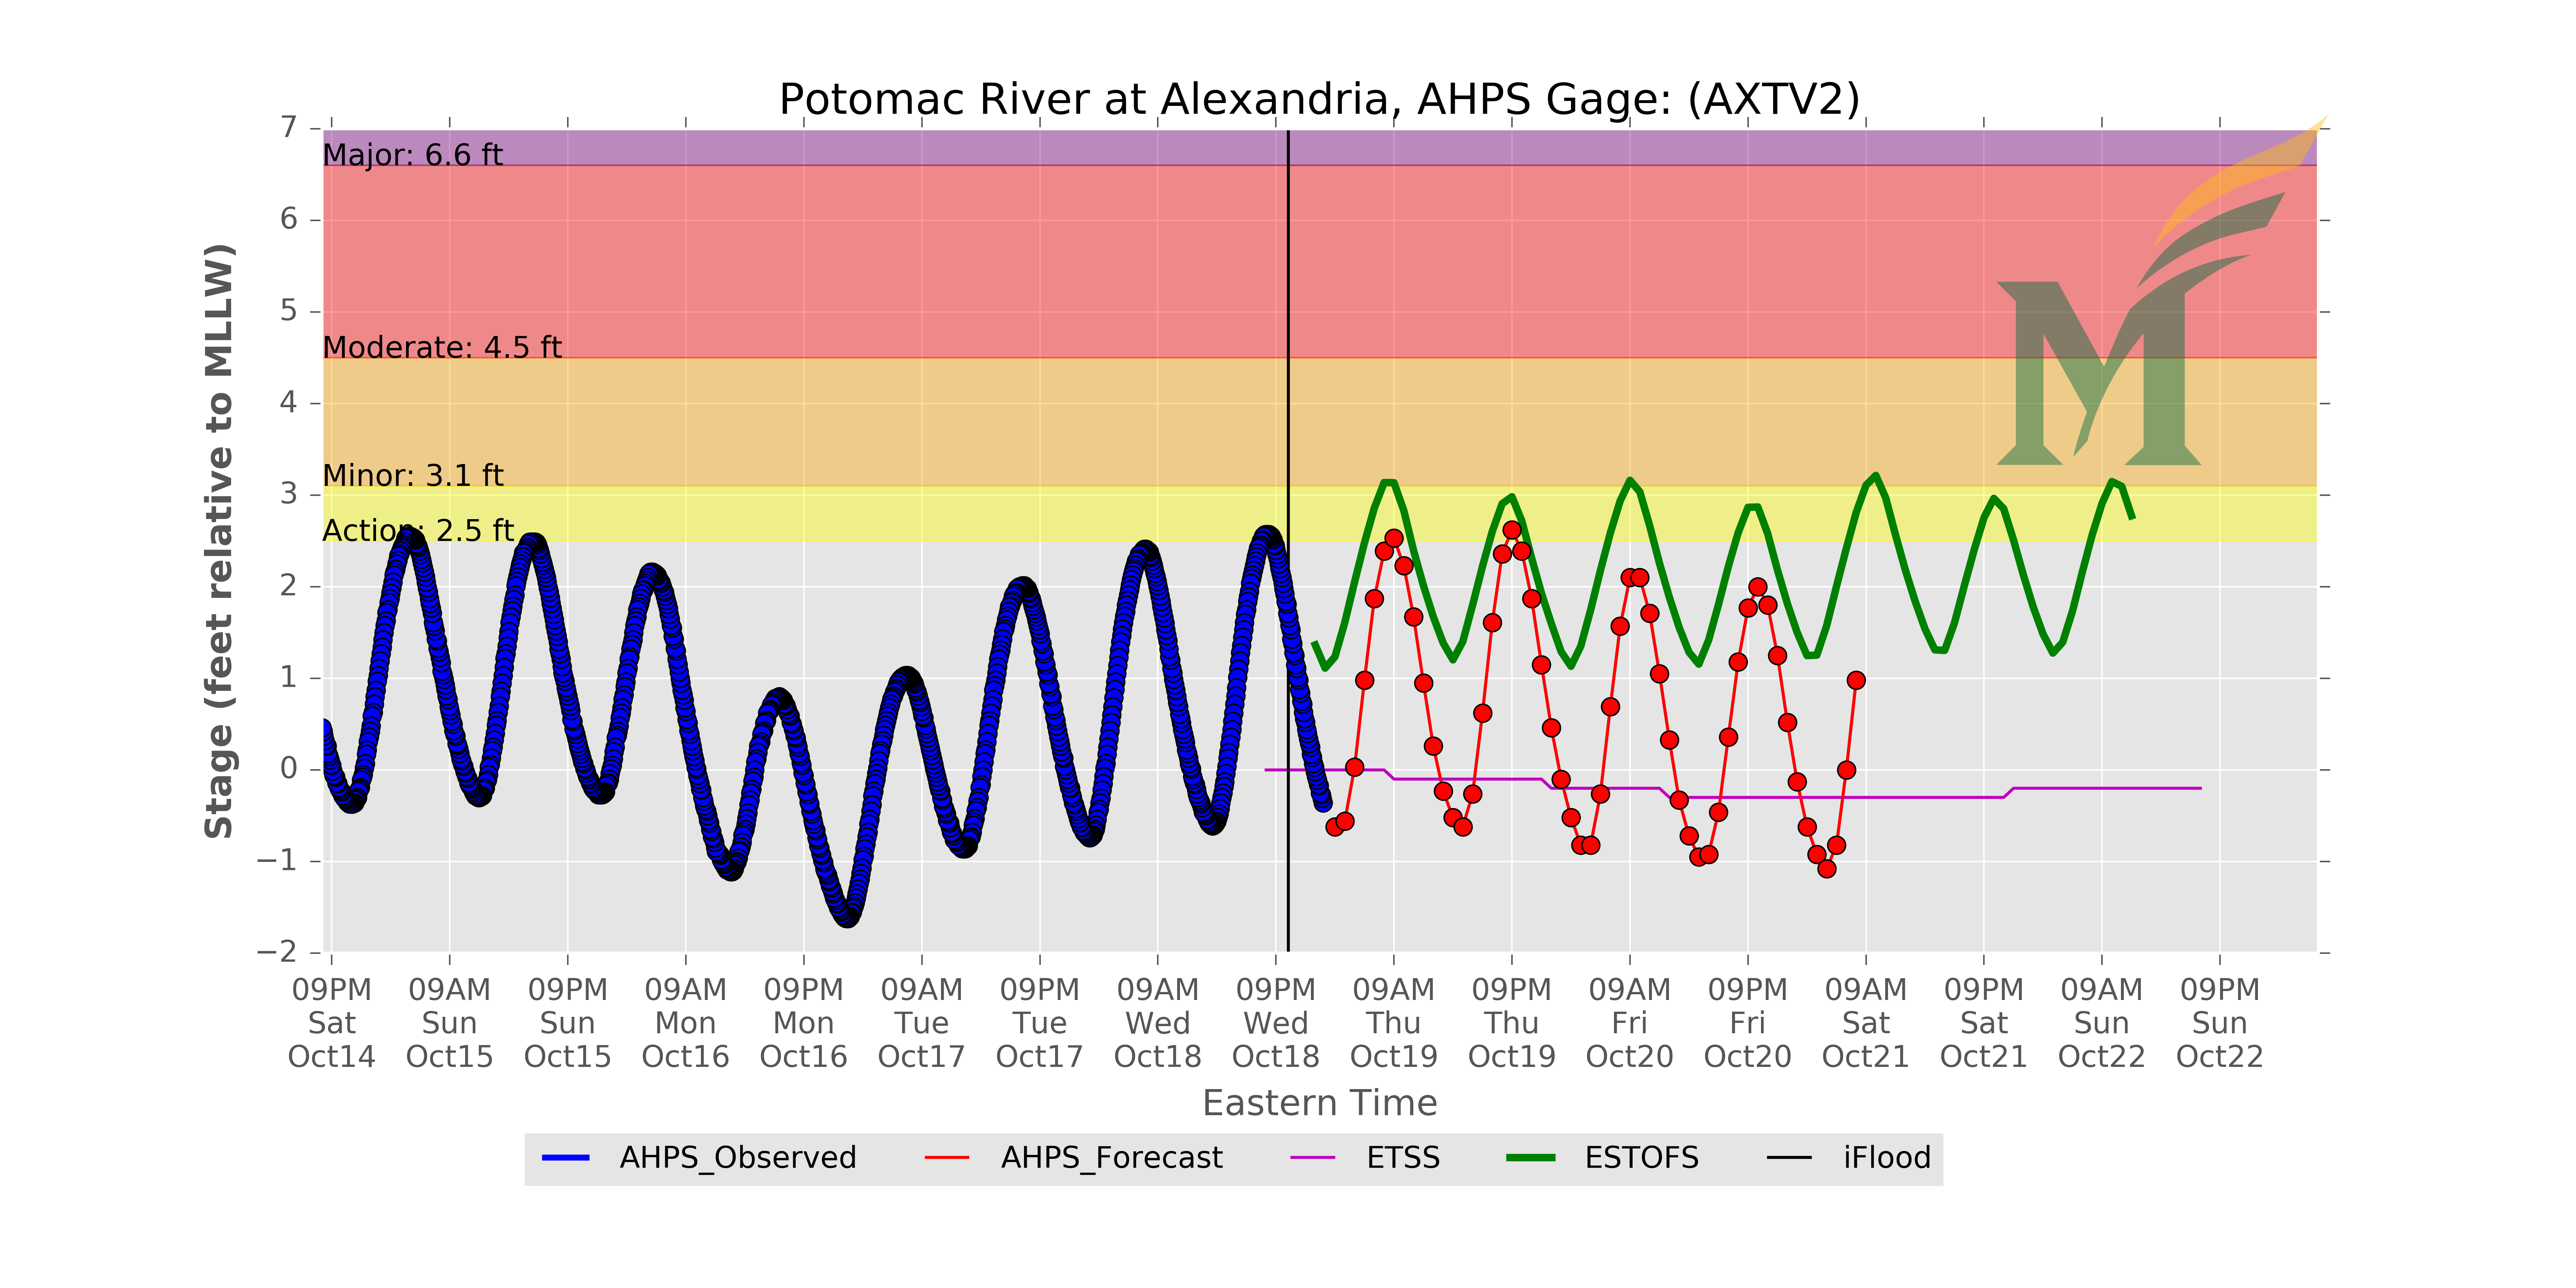 Potomac River at Alexandria, AHPS Gage: (AXTV2)
7
6
5
4
3
2
1
0
−1
−2
Stage (feet relative to MLLW)
Major: 6.6 ft
Moderate: 4.5 ft
Minor: 3.1 ft
Action: 2.5 ft
M
09PM 09AM 09PM 09AM 09PM 09AM 09PM 09AM 09PM 09AM 09PM 09AM 09PM 09AM 09PM 09AM 09PM
Sat Sun Sun Mon Mon Tue Tue Wed Wed Thu Thu Fri Fri Sat Sat Sun Sun
Oct14 Oct15 Oct15 Oct16 Oct16 Oct17 Oct17 Oct18 Oct18 Oct19 Oct19 Oct20 Oct20 Oct21 Oct21 Oct22 Oct22
Eastern Time
AHPS_Observed AHPS_Forecast ETSS ESTOFS iFlood